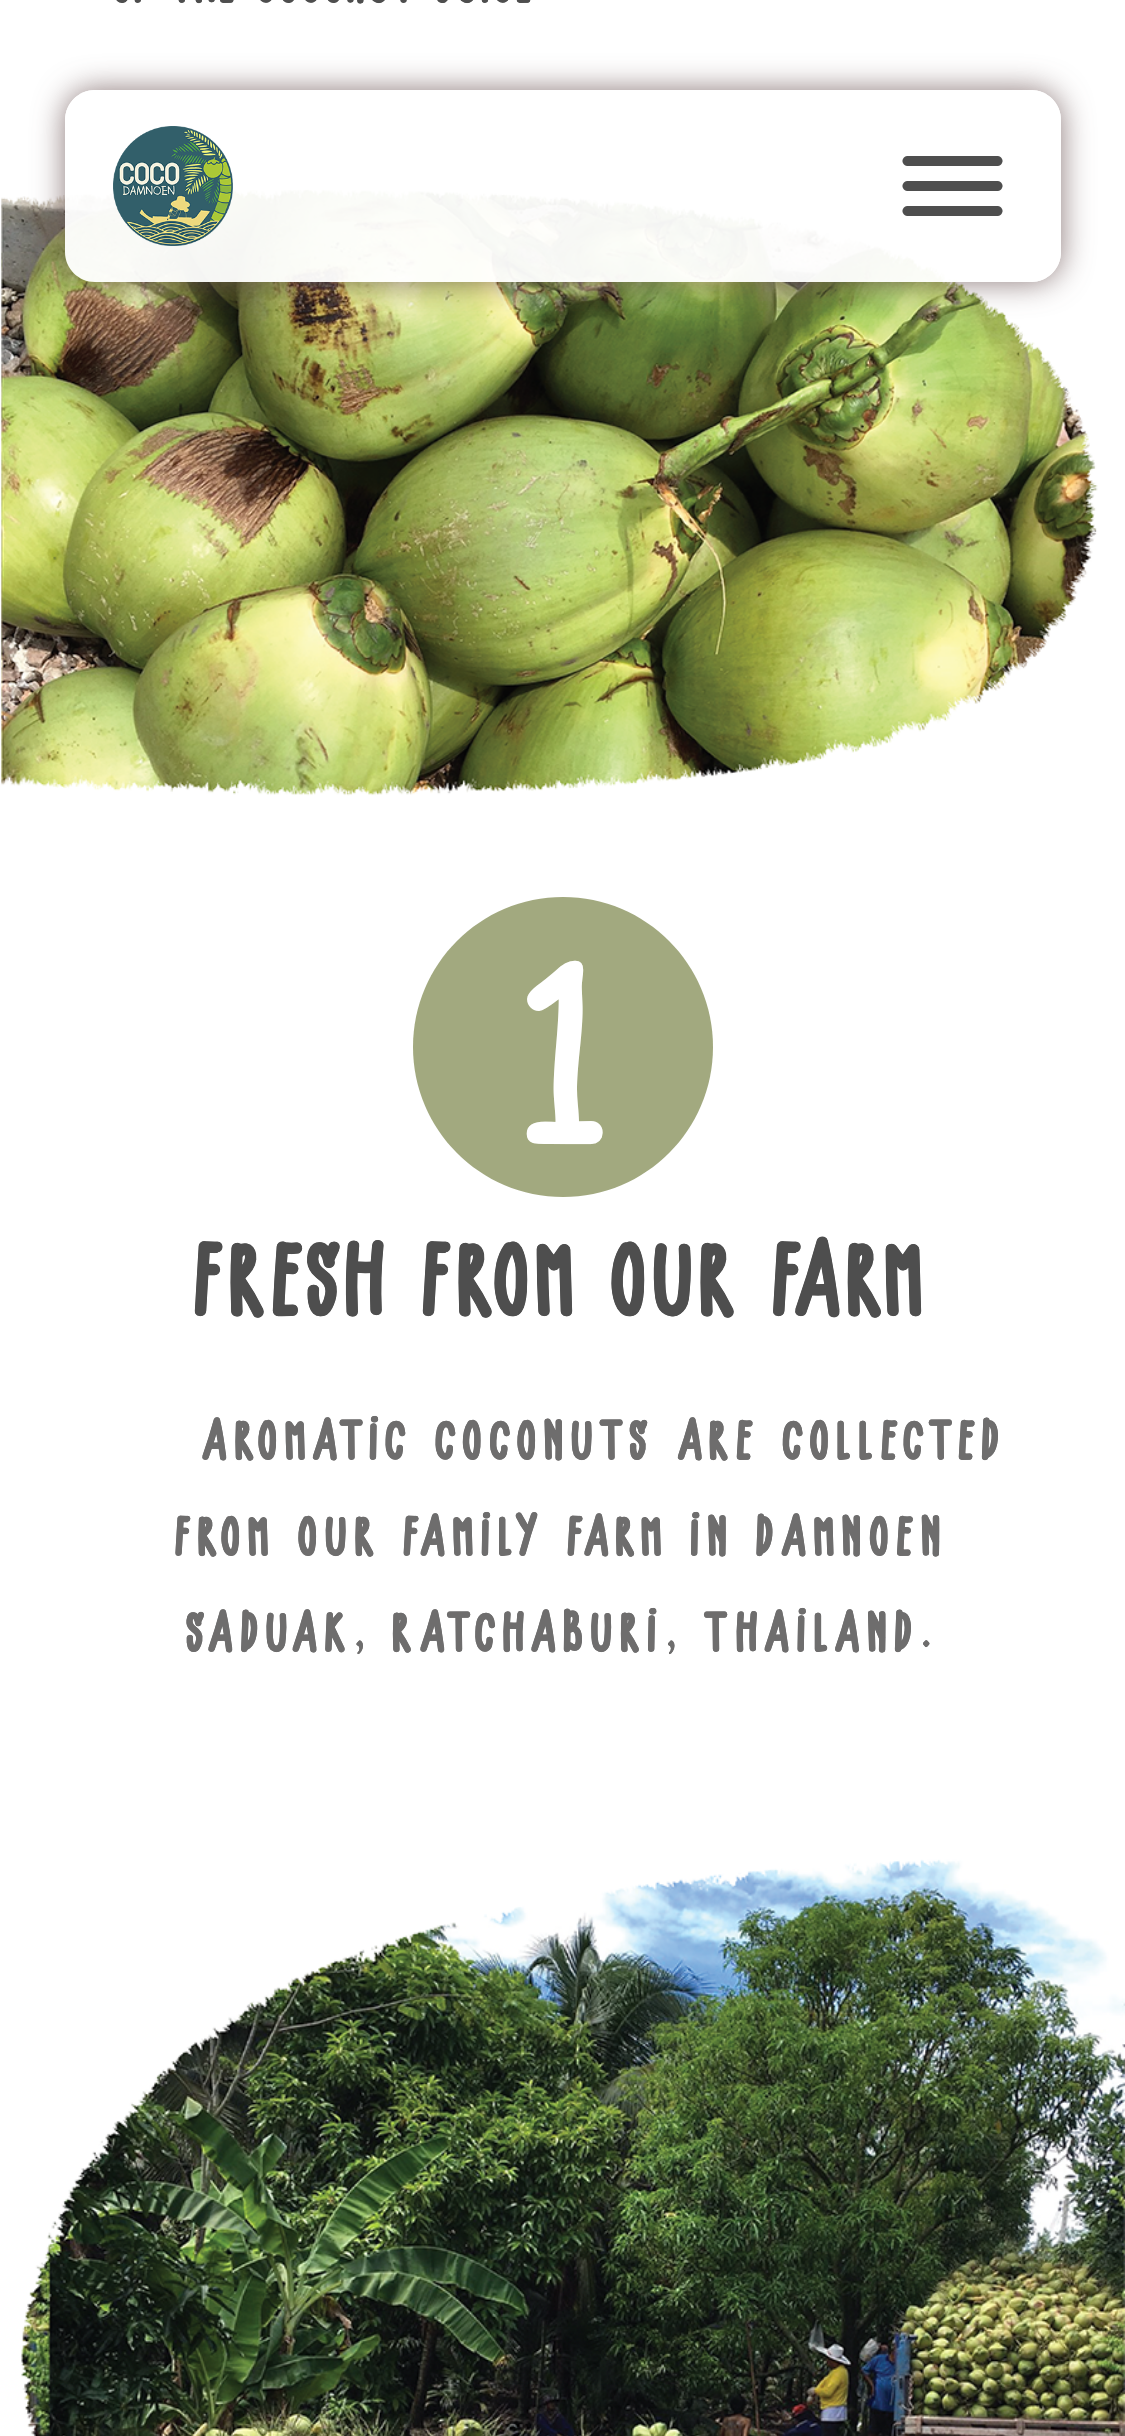 COCO
DAMNOEN
1
FRESH FROM OUR FARM
AROMATIC COCONUTS ARE COLLECTED
FROM OUR FAMILY FARM IN DAMNOEN
SADUAK, RATCHABURI, THAILAND.